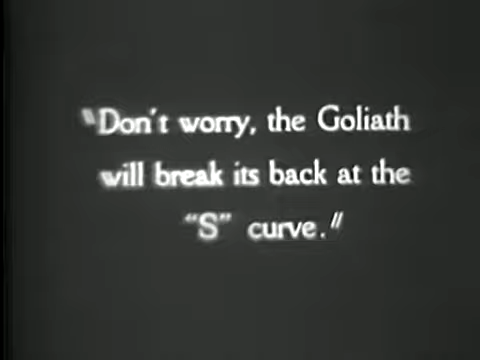 "Don't worry, the Goliath
will break its back at the
"S" curve."